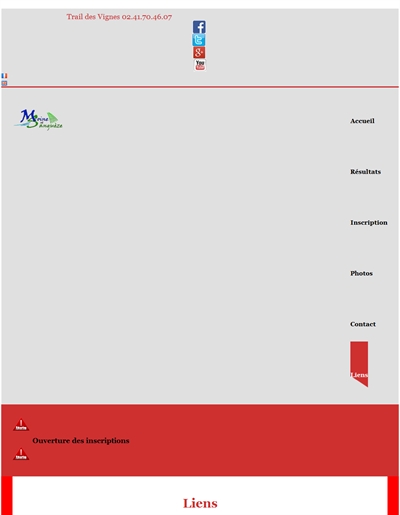 Trail des Vignes 02.41.70.46.07
You
Tube
Moine
Sanguèze
Accueil
Résultats
Inscription
Photos
Contact
Liens
Ouverture des inscriptions
Liens